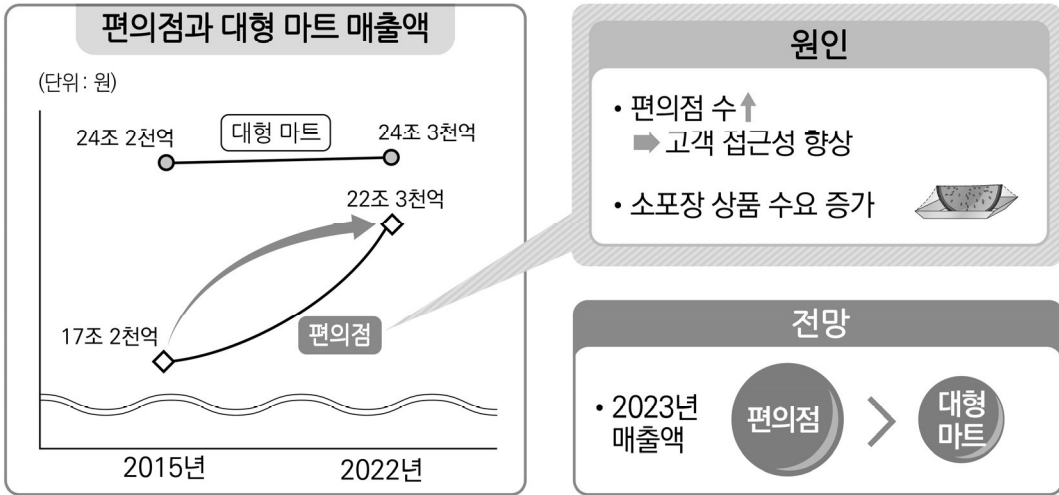 편의점과 대형 마트 매출액
(단위: 원)
24조 2천억
대형 마트
24조 3천억
22조 3천억
17조 2천억
편의점
2015년
2022년
원인
• 편의점 수↑
➡ 고객 접근성 향상
• 소포장 상품 수요 증가
전망
• 2023년
매출액
편의점
>
대형
마트